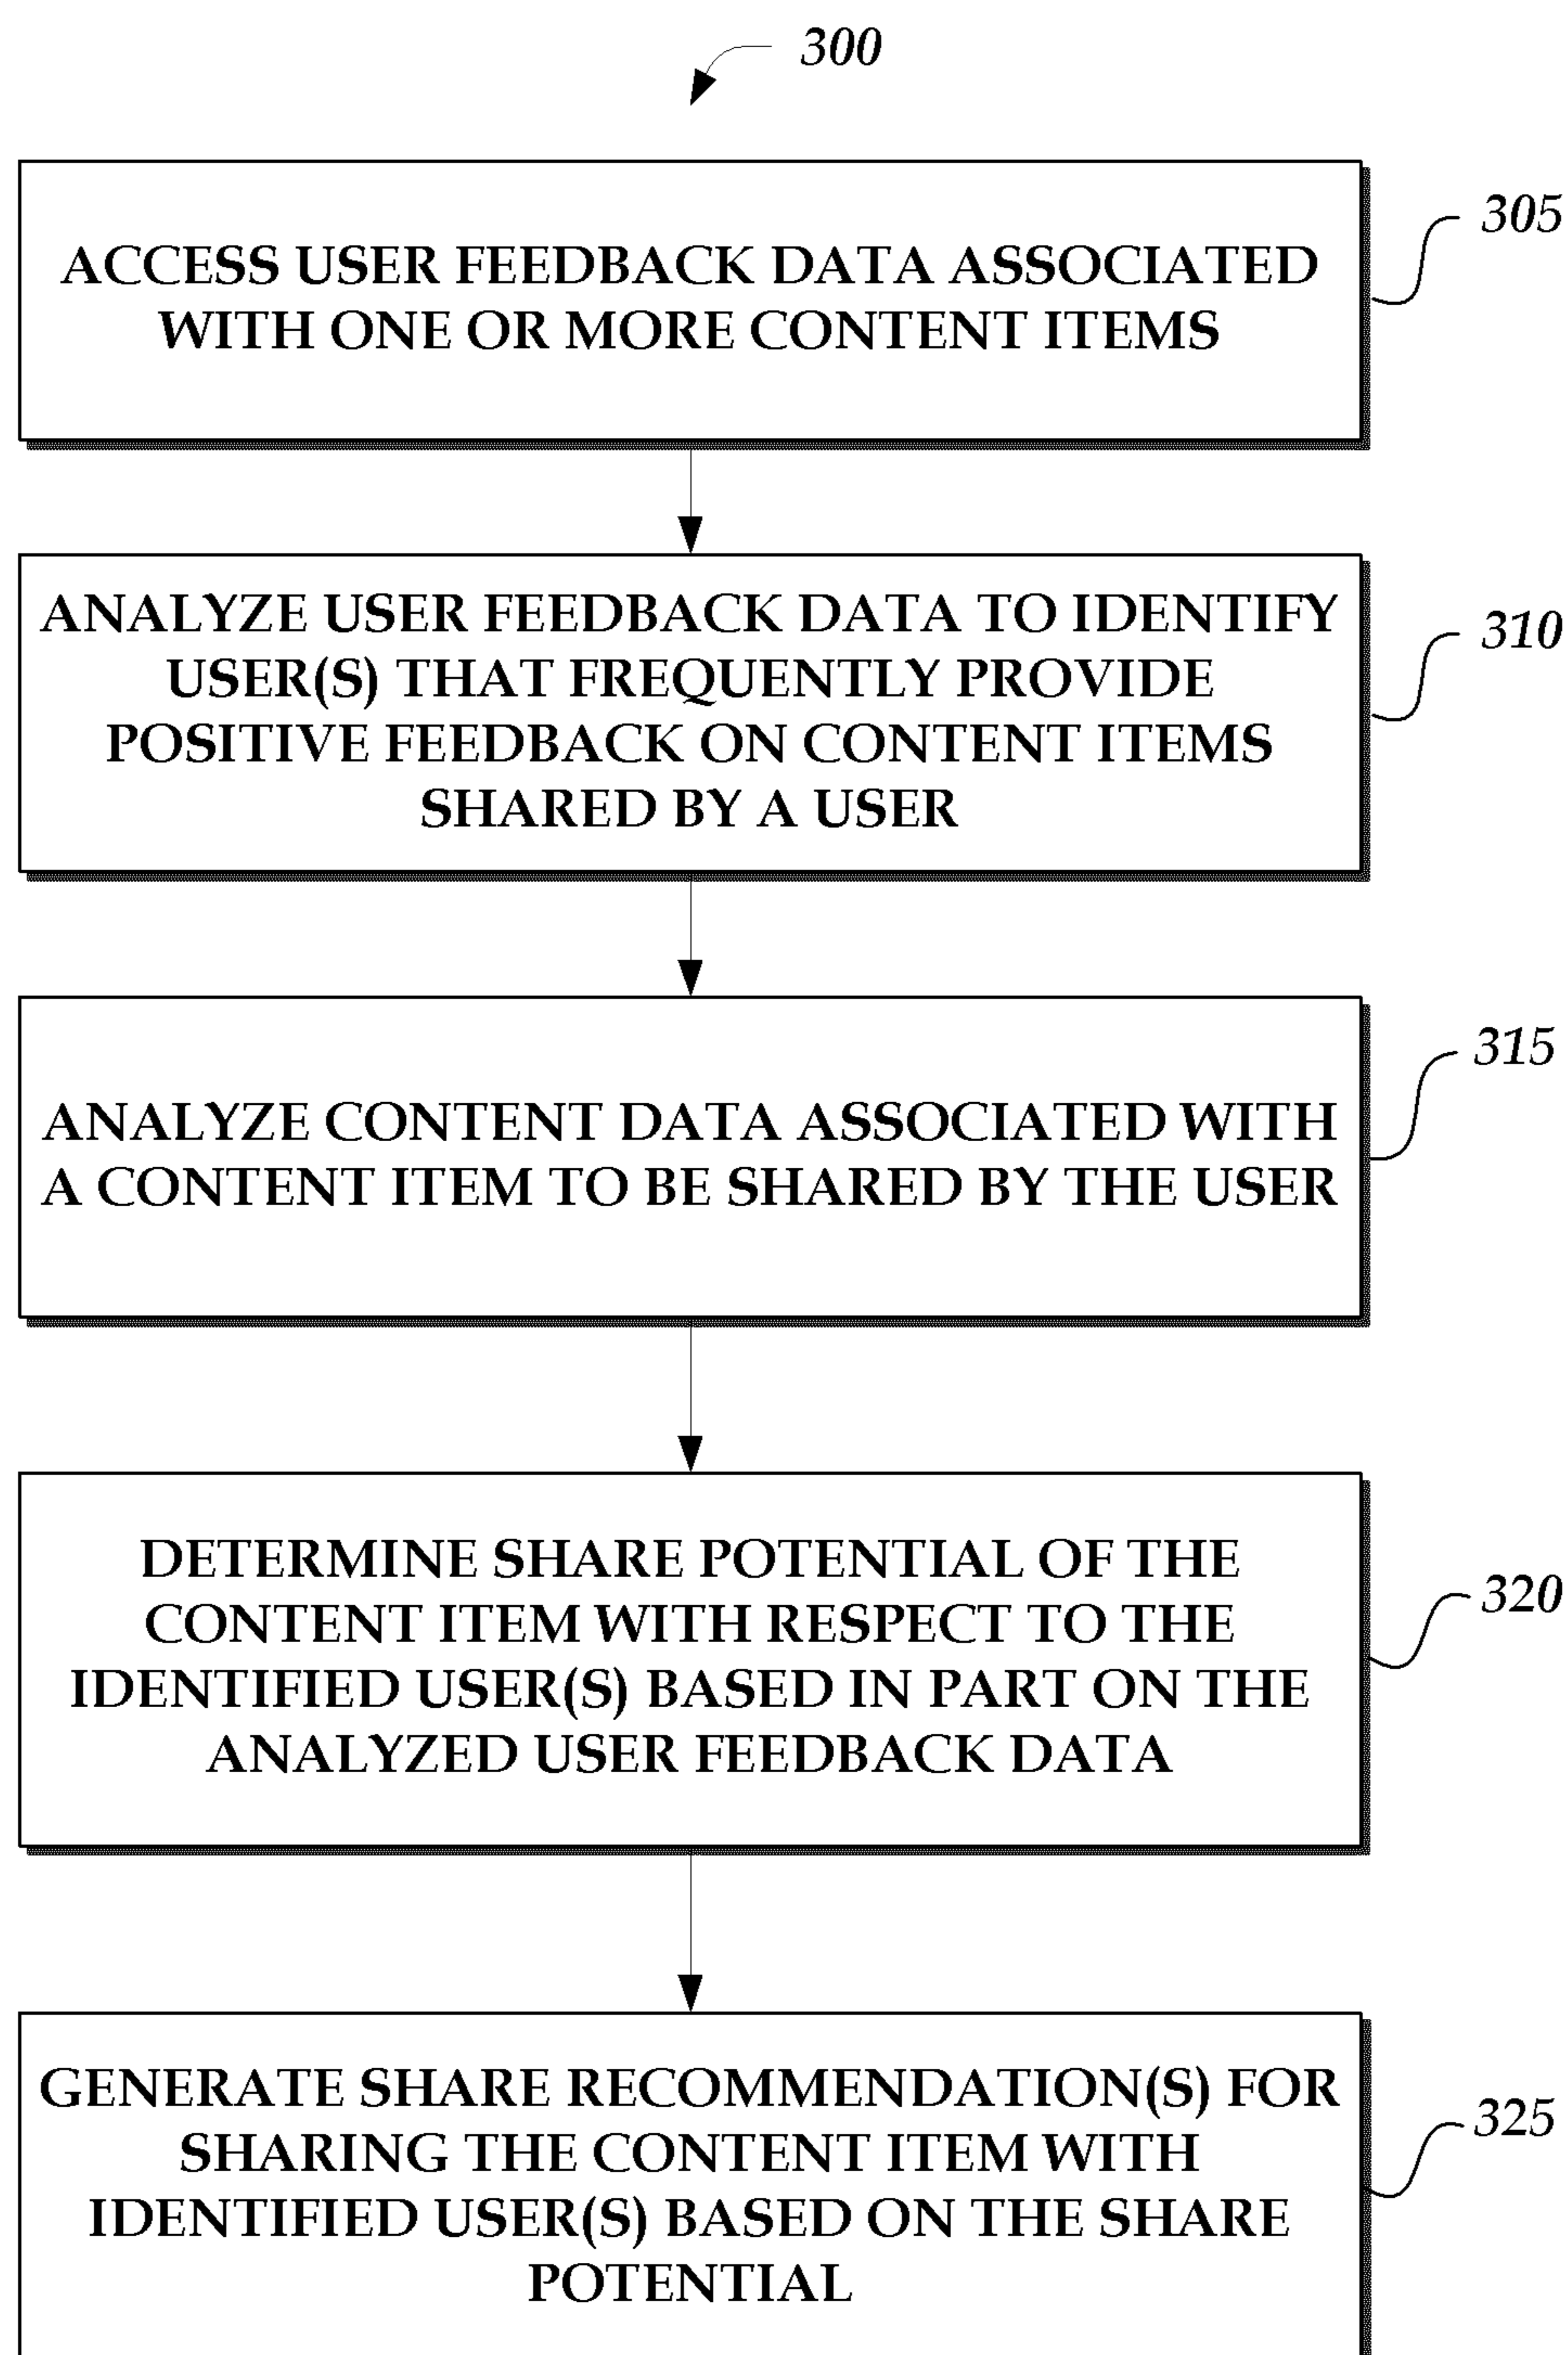 300
ACCESS USER FEEDBACK DATA ASSOCIATED
WITH ONE OR MORE CONTENT ITEMS
305
ANALYZE USER FEEDBACK DATA TO IDENTIFY
USER(S) THAT FREQUENTLY PROVIDE
POSITIVE FEEDBACK ON CONTENT ITEMS
SHARED BY A USER
310
ANALYZE CONTENT DATA ASSOCIATED WITH
A CONTENT ITEM TO BE SHARED BY THE USER
315
DETERMINE SHARE POTENTIAL OF THE
CONTENT ITEM WITH RESPECT TO THE
IDENTIFIED USER(S) BASED IN PART ON THE
ANALYZED USER FEEDBACK DATA
320
GENERATE SHARE RECOMMENDATION(S) FOR
SHARING THE CONTENT ITEM WITH
IDENTIFIED USER(S) BASED ON THE SHARE
POTENTIAL
325